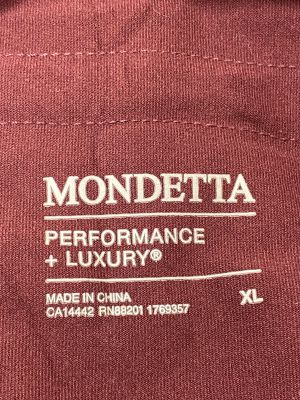 MONDETTA
PERFORMANCE
+ LUXURY®
MADE IN CHINA
CA14442 RN88201 1769357
XL